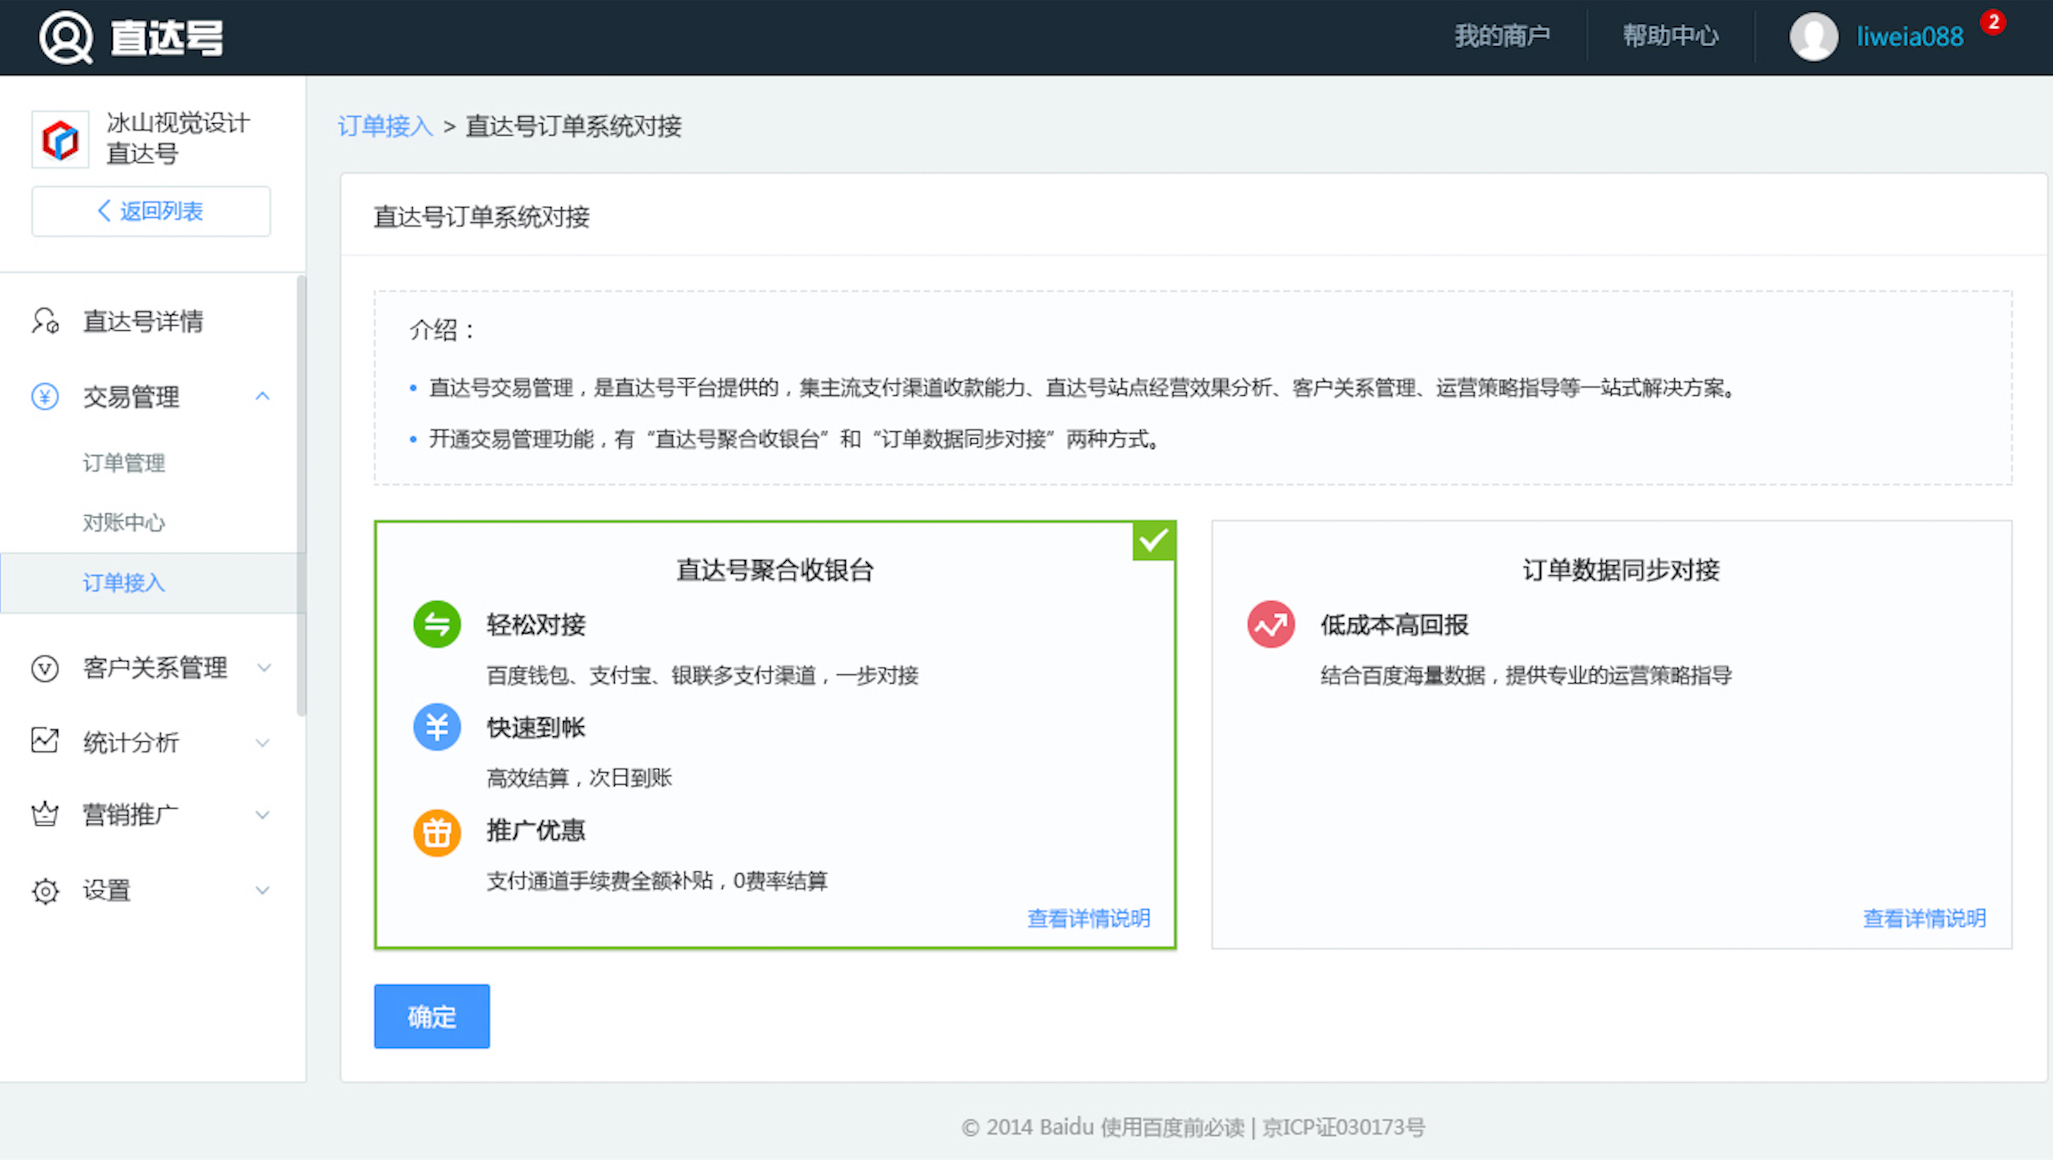 直达号
我的商户
帮助中心
liweia088
2
冰山视觉设计
直达号
返回列表
直达号详情
交易管理
订单管理
对账中心
订单接入
客户关系管理
统计分析
营销推广
设置
订单接入 > 直达号订单系统对接
直达号订单系统对接
介绍：
直达号交易管理，是直达号平台提供的，集主流支付渠道收款能力、直达号站点经营效果分析、客户关系管理、运营策略指导等一站式解决方案。
开通交易管理功能，有“直达号聚合收银台”和“订单数据同步对接”两种方式。
直达号聚合收银台
轻松对接
百度钱包、支付宝、银联多支付渠道，一步对接
快速到帐
高效结算，次日到账
推广优惠
支付通道手续费全额补贴，0费率结算
查看详情说明
订单数据同步对接
低成本高回报
结合百度海量数据，提供专业的运营策略指导
查看详情说明
确定
© 2014 Baidu 使用百度前必读 | 京ICP证030173号